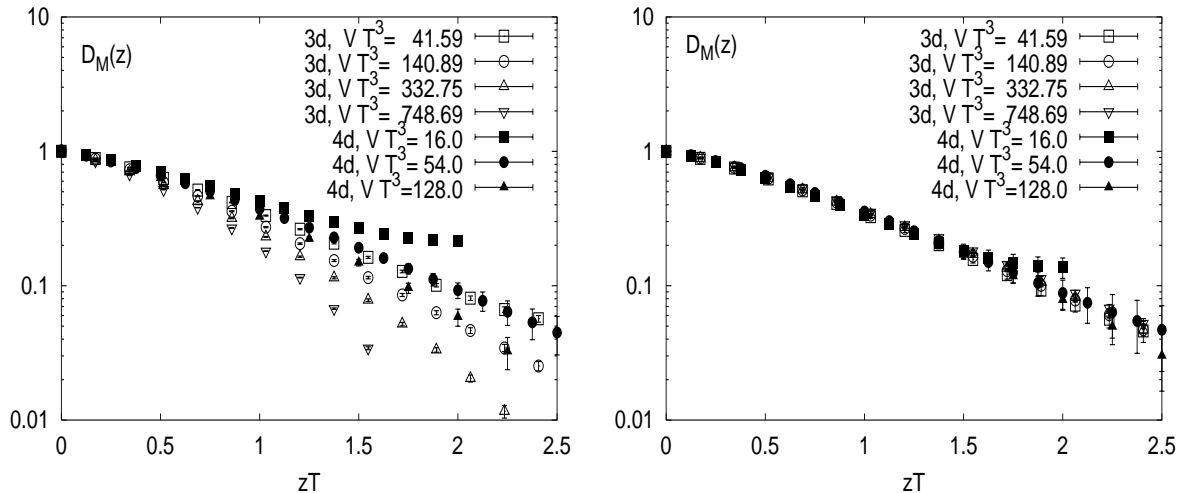 10
D_M(z)
3d, V T^3= 41.59
3d, V T^3= 140.89
3d, V T^3= 332.75
3d, V T^3= 748.69
4d, V T^3= 16.0
4d, V T^3= 54.0
4d, V T^3=128.0
1
0.1
0.01
0 0.5 1 1.5 2 2.5
zT
10
D_M(z)
3d, V T^3= 41.59
3d, V T^3= 140.89
3d, V T^3= 332.75
3d, V T^3= 748.69
4d, V T^3= 16.0
4d, V T^3= 54.0
4d, V T^3=128.0
1
0.1
0.01
0 0.5 1 1.5 2 2.5
zT